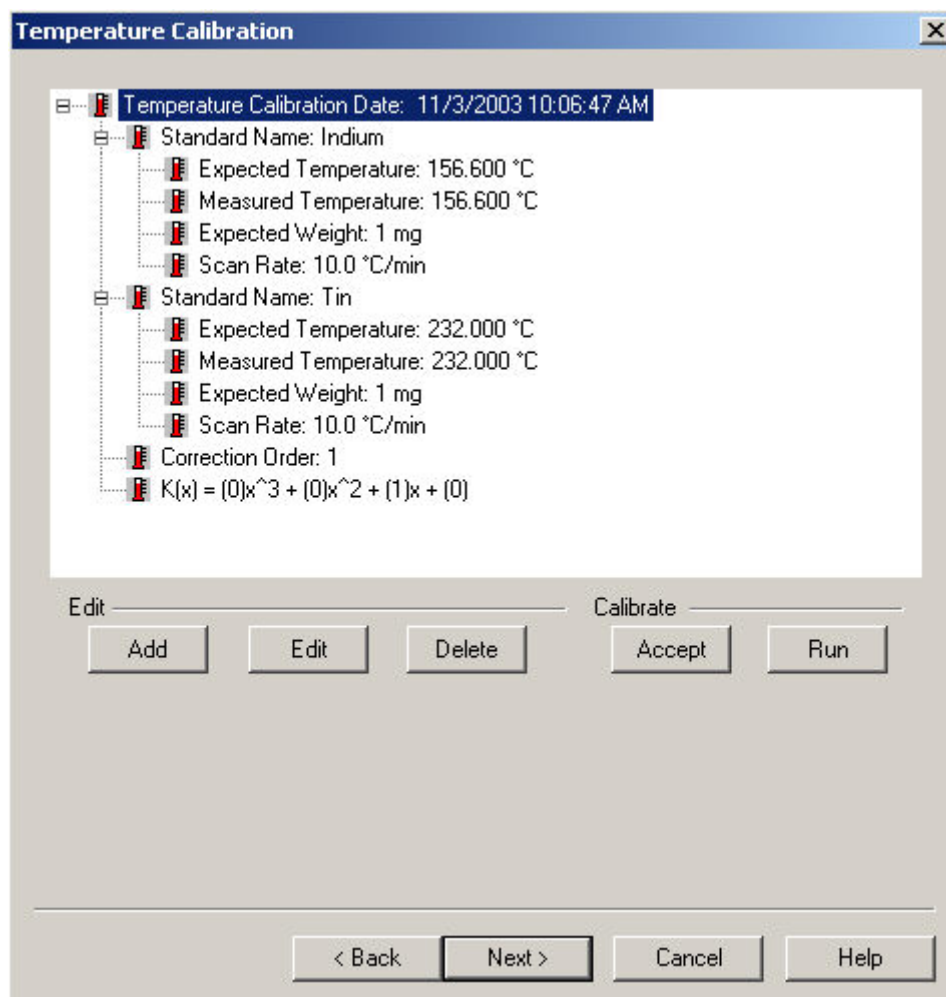 Temperature Calibration
Temperature Calibration Date: 11/3/2003 10:06:47 AM
Standard Name: Indium
Expected Temperature: 156.600 °C
Measured Temperature: 156.600 °C
Expected Weight: 1 mg
Scan Rate: 10.0 °C/min
Standard Name: Tin
Expected Temperature: 232.000 °C
Measured Temperature: 232.000 °C
Expected Weight: 1 mg
Scan Rate: 10.0 °C/min
Correction Order: 1
K(x) = (0)x^3 + (0)x^2 + (1)x + (0)
Edit Calibrate
Add Edit Delete Accept Run
< Back Next > Cancel Help